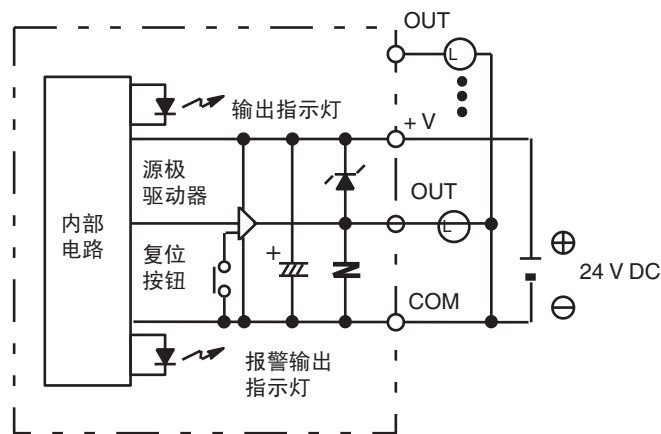 OUT
L
输出指示灯
+ V
源极
驱动器
OUT
内部
电路
L
复位
按钮
+
24 V DC
COM
报警输出
指示灯